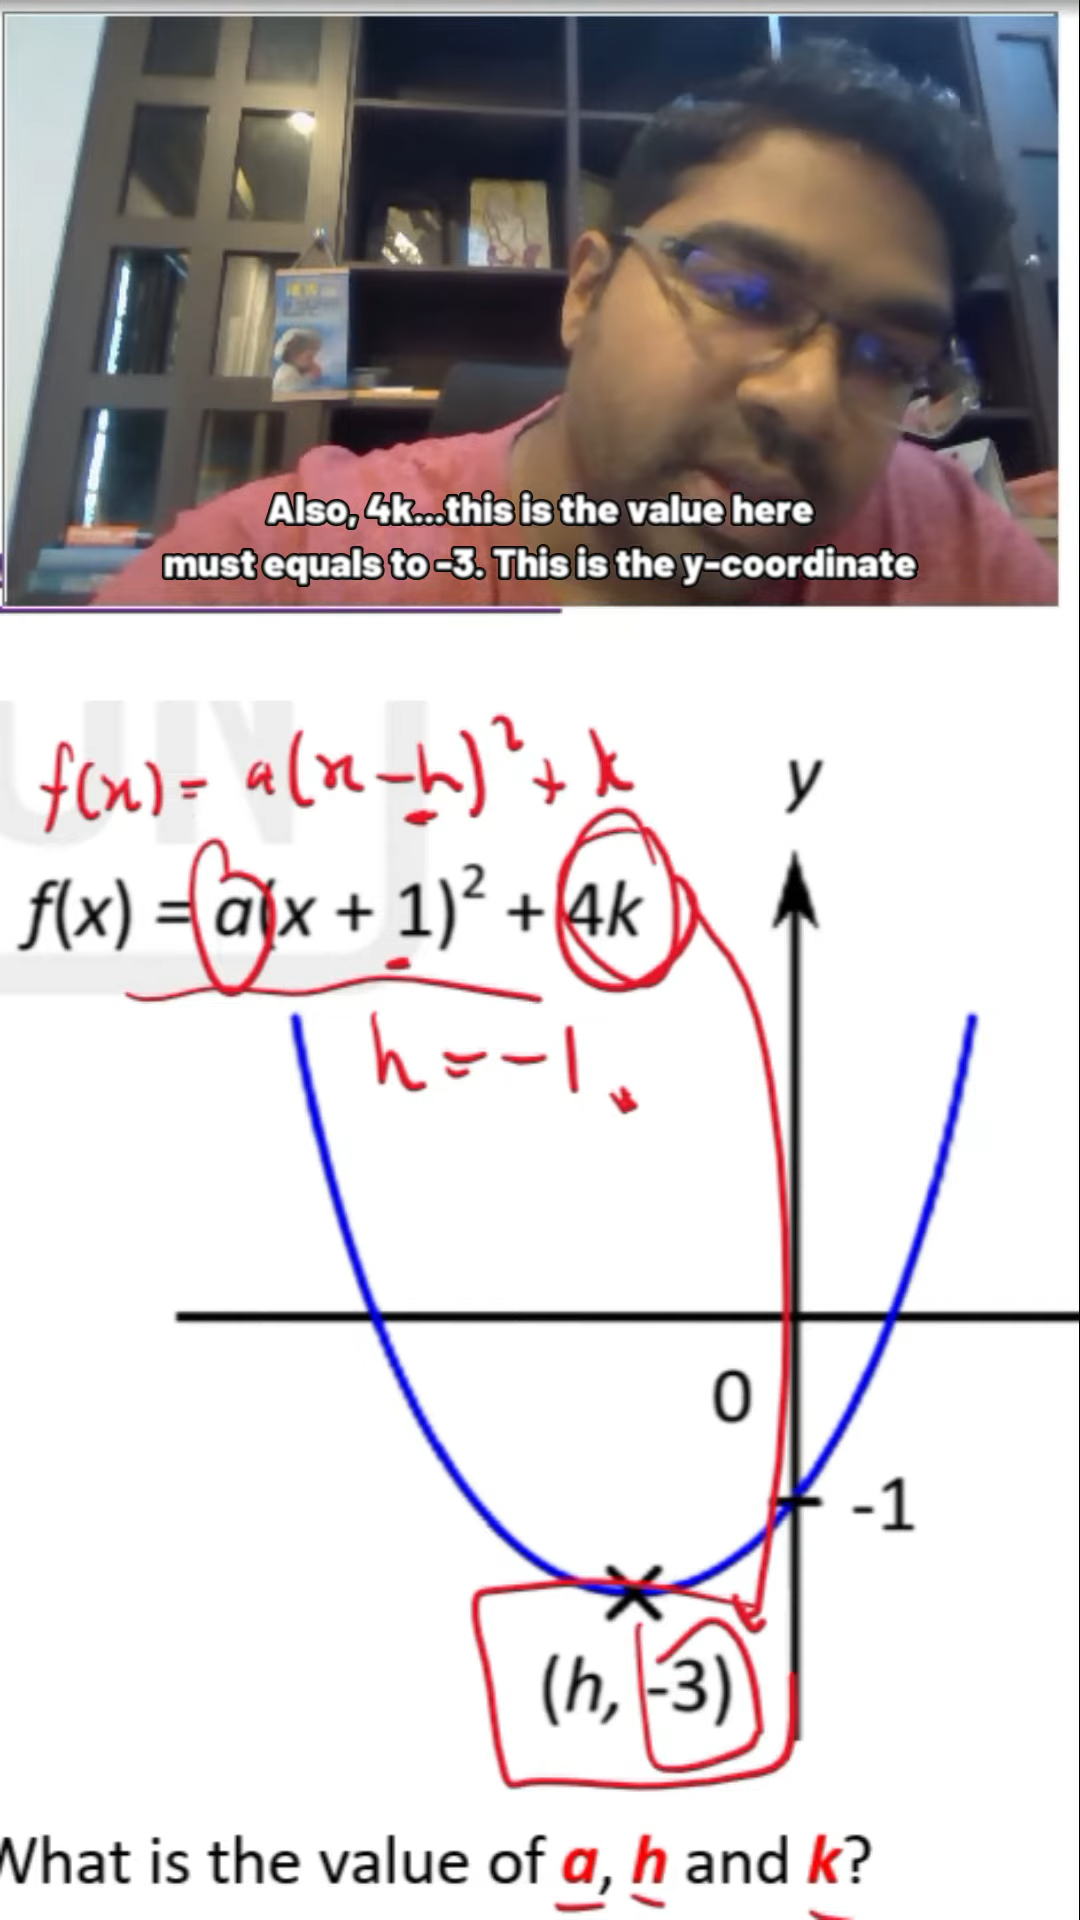 Also, 4k...this is the value here
must equals to -3. This is the y-coordinate
f(x) = a(x - h)² + k
y
f(x) = a(x + 1)² + 4k
h = -1
0
-1
(h, -3)
What is the value of a, h and k?